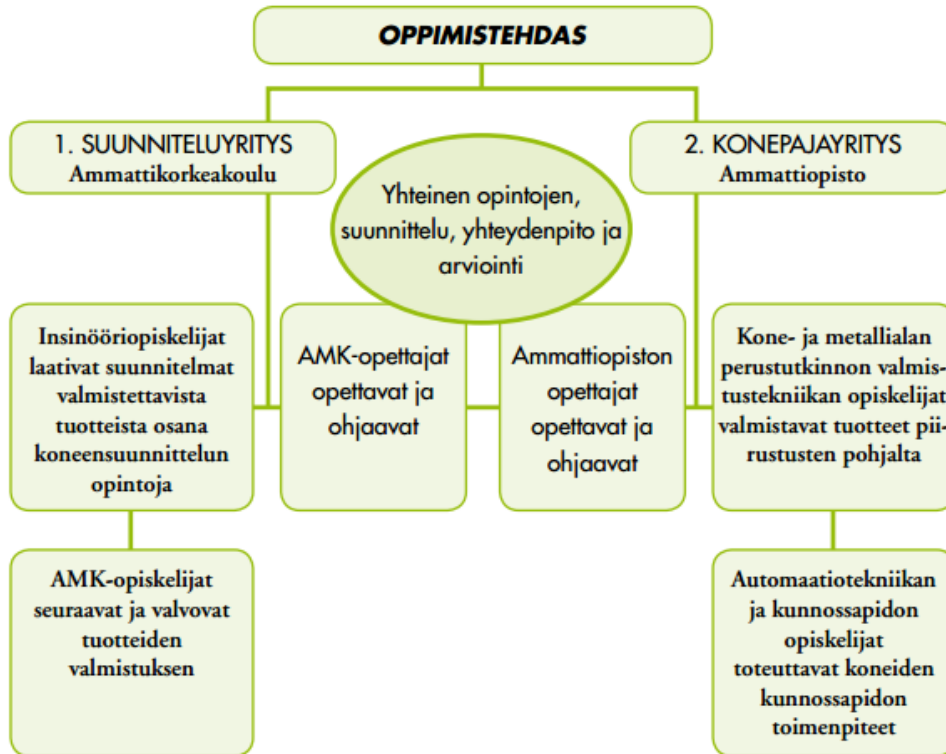 OPPIMISTEHDAS
1. SUUNNITELUYRITYS
Ammattikorkeakoulu
2. KONEPAJAYRITYS
Ammattiopisto
Yhteinen opintojen,
suunnittelu, yhteydenpito ja
arviointi
Insinööriopiskelijat
laativat suunnitelmat
valmistettavista
tuotteista osana
koneensuunnittelun
opintoja
AMK-opettajat
opettavat ja
ohjaavat
Ammattiopiston
opettajat
opettavat ja
ohjaavat
Kone- ja metallialan
perustutkinnon valmis-
tustekniikan opiskelijat
valmistavat tuotteet pii-
rustusten pohjalta
AMK-opiskelijat
seuraavat ja valvovat
tuotteiden
valmistuksen
Automaatiotekniikan
ja kunnossapidon
opiskelijat
toteuttavat koneiden
kunnossapidon
toimenpiteet